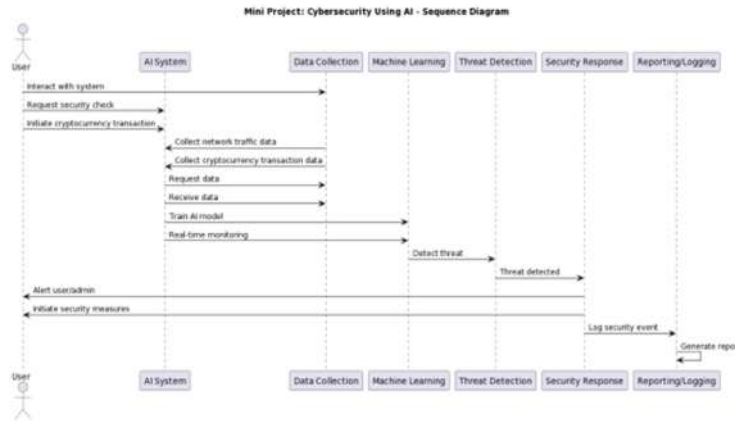 Mini Project: Cybersecurity Using AI - Sequence Diagram
User
AI System
Data Collection
Machine Learning
Threat Detection
Security Response
Reporting/Logging
Interact with system
Request security check
Initiate cryptocurrency transaction
Collect network traffic data
Collect cryptocurrency transaction data
Request data
Receive data
Train AI model
Real-time monitoring
Detect threat
Threat detected
Alert user/admin
Initiate security measures
Log security event
Generate repo
User
AI System
Data Collection
Machine Learning
Threat Detection
Security Response
Reporting/Logging